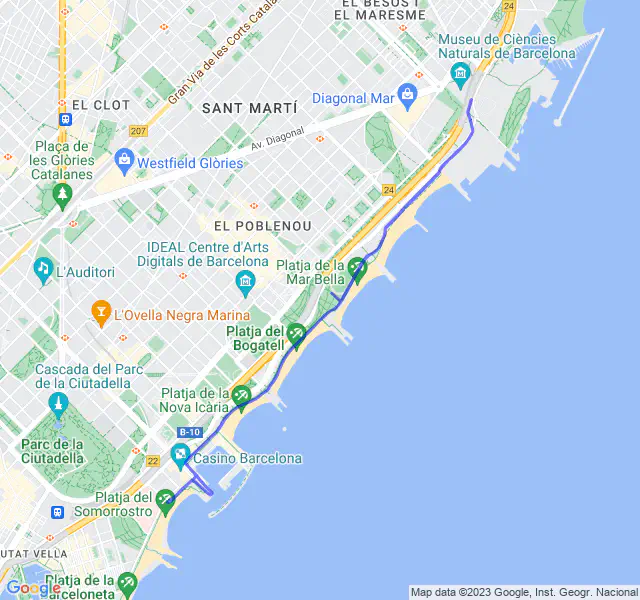 EL BESÒS I
EL MARESME
24
Museu de Ciències
Naturals de Barcelona
Gran Via de les Corts Catalanes
EL CLOT
SANT MARTÍ
Diagonal Mar
207
Av. Diagonal
Plaça de
les Glòries
Catalanes
Westfield Glòries
24
EL POBLENOU
IDEAL Centre d'Arts
Digitals de Barcelona
L'Auditori
Platja de la
Mar Bella
L'Ovella Negra Marina
Platja del
Bogatell
Cascada del Parc
de la Ciutadella
Platja de la
Nova Icària
B-10
Parc de la
Ciutadella
22
Casino Barcelona
Platja del
Somorrostro
UTAT VELLA
Platja de la
arceloneta
Google
Map data ©2023 Google, Inst. Geogr. Nacional